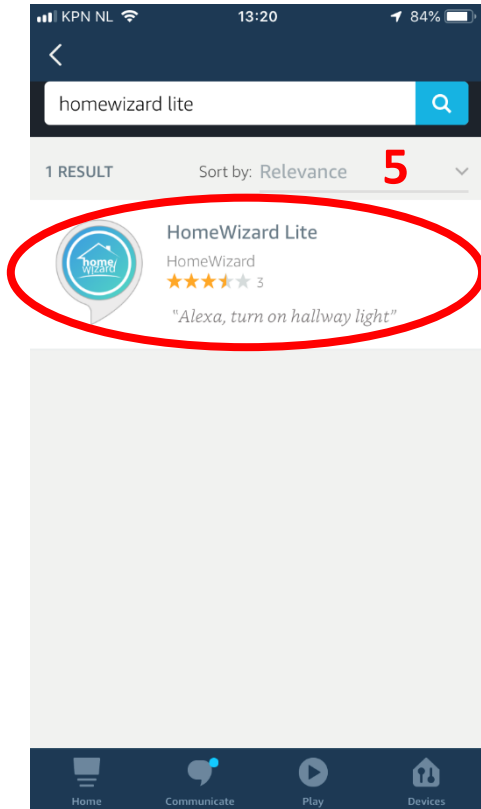 KPN NL 13:20 84%
homewizard lite
1 RESULT Sort by: Relevance 5
HomeWizard Lite
home
wizard
HomeWizard
3
"Alexa, turn on hallway light"
Home Communicate Play Devices